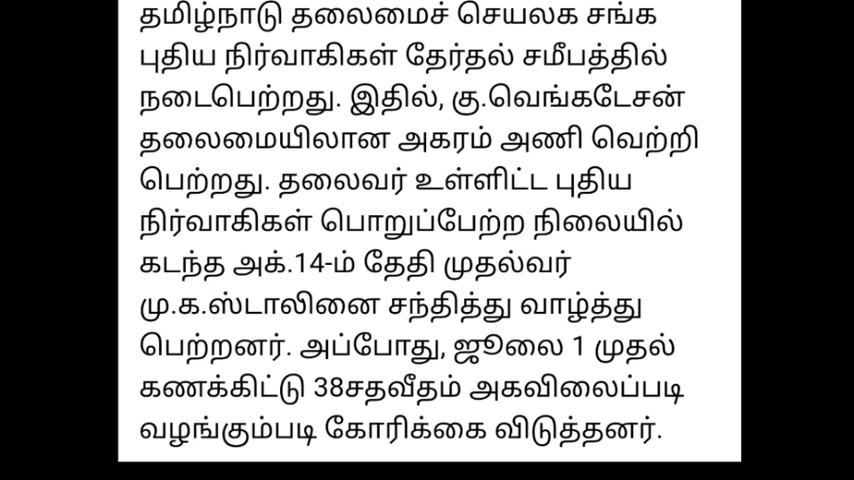 தமிழ்நாடு தலைமைச் செயலக சங்க
புதிய நிர்வாகிகள் தேர்தல் சமீபத்தில்
நடைபெற்றது. இதில், கு.வெங்கடேசன்
தலைமையிலான அகரம் அணி வெற்றி
பெற்றது. தலைவர் உள்ளிட்ட புதிய
நிர்வாகிகள் பொறுப்பேற்ற நிலையில்
கடந்த அக்.14-ம் தேதி முதல்வர்
மு.க.ஸ்டாலினை சந்தித்து வாழ்த்து
பெற்றனர். அப்போது, ஜூலை 1 முதல்
கணக்கிட்டு 38சதவீதம் அகவிலைப்படி
வழங்கும்படி கோரிக்கை விடுத்தனர்.